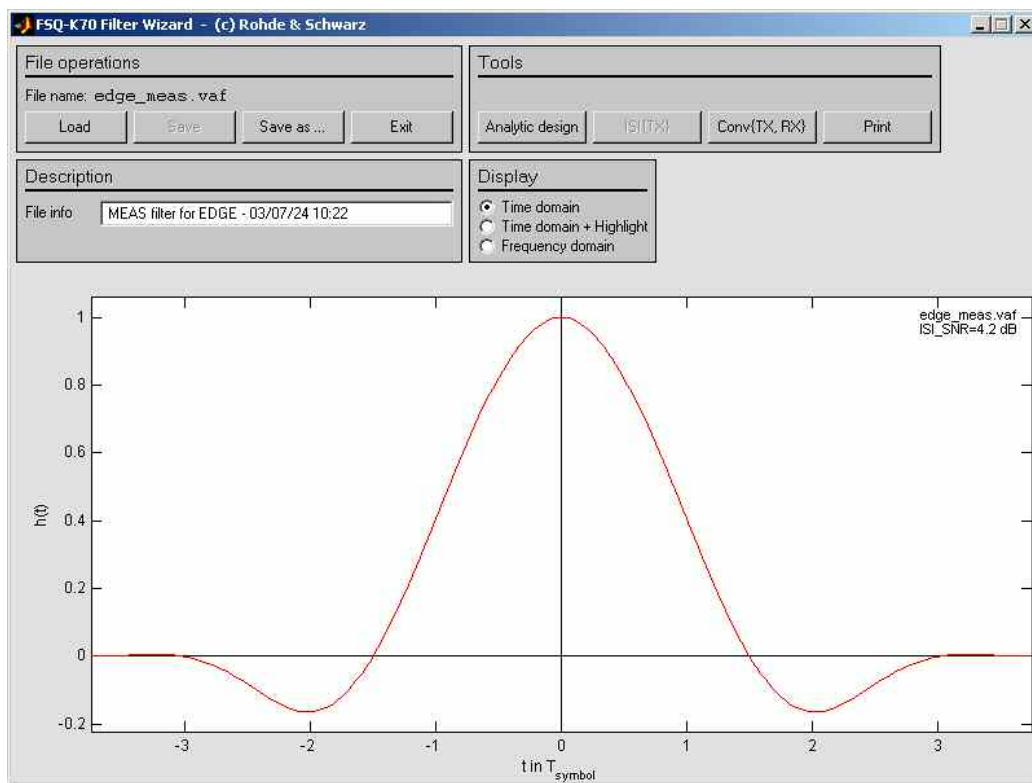 FSQ-K70 Filter Wizard - (c) Rohde & Schwarz
File operations
File name: edge_meas.vaf
Load Save Save as ... Exit
Tools
Analytic design ISI{TX} Conv{TX, RX} Print
Description
File info MEAS filter for EDGE - 03/07/24 10:22
Display
Time domain
Time domain + Highlight
Frequency domain
edge_meas.vaf
ISI_SNR=4.2 dB
1
0.8
0.6
0.4
0.2
0
-0.2
h(t)
-3 -2 -1 0 1 2 3
t in Tsymbol